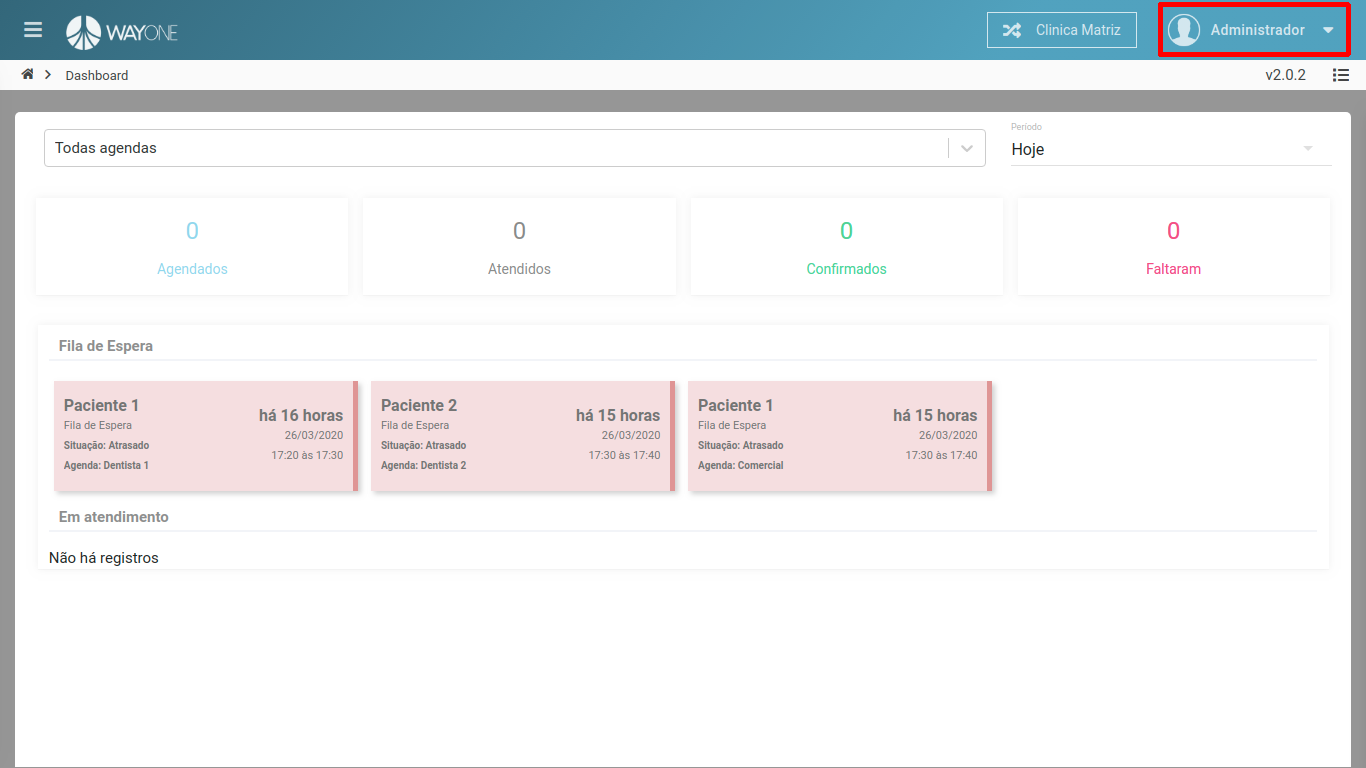 WAYONE
Clinica Matriz
Administrador
Dashboard
v2.0.2
Todas agendas
Período
Hoje
0
Agendados
0
Atendidos
0
Confirmados
0
Faltaram
Fila de Espera
Paciente 1
Fila de Espera
Situação: Atrasado
Agenda: Dentista 1
há 16 horas
26/03/2020
17:20 às 17:30
Paciente 2
Fila de Espera
Situação: Atrasado
Agenda: Dentista 2
há 15 horas
26/03/2020
17:30 às 17:40
Paciente 1
Fila de Espera
Situação: Atrasado
Agenda: Comercial
há 15 horas
26/03/2020
17:30 às 17:40
Em atendimento
Não há registros